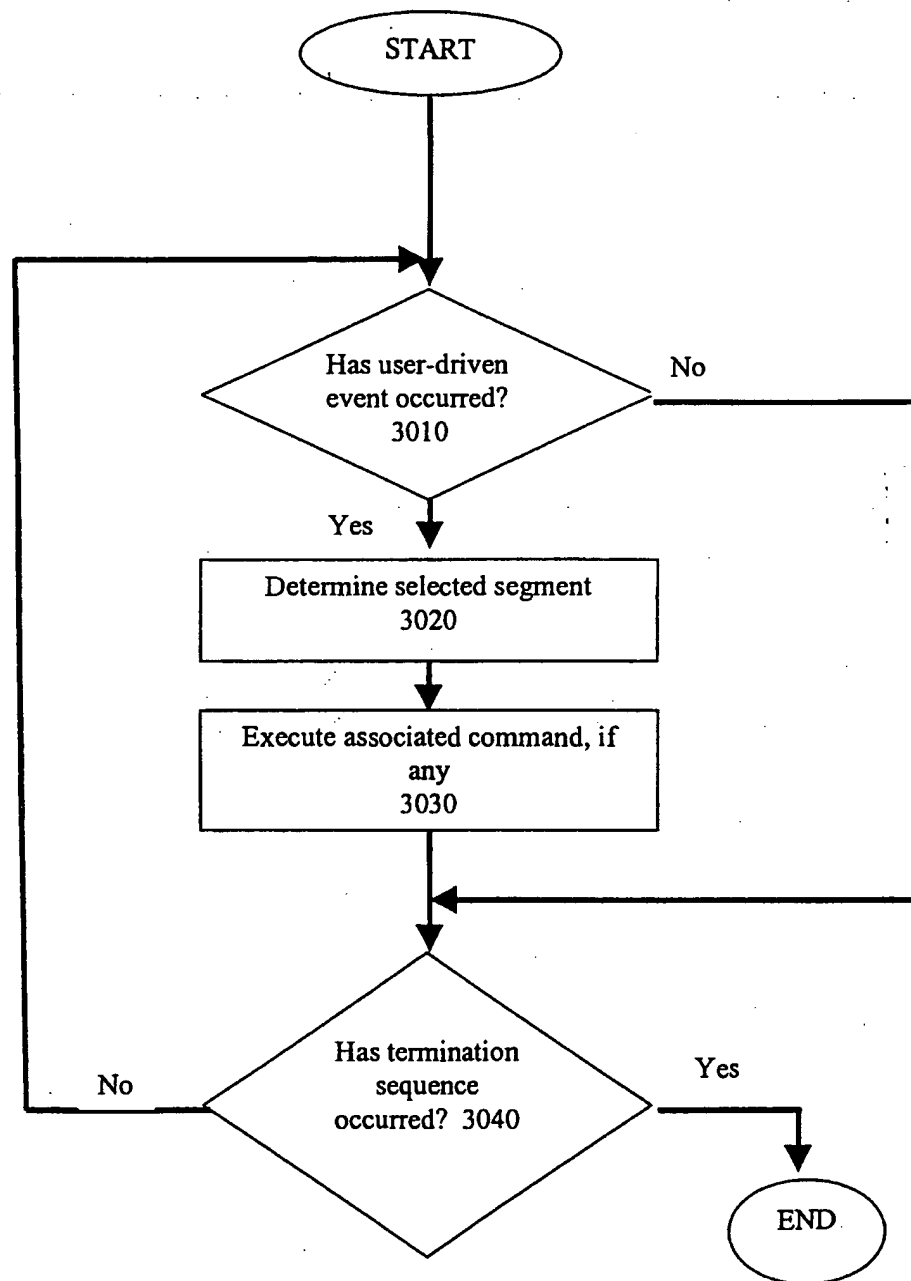 START
Has user-driven
event occurred?
3010
No
Yes
Determine selected segment
3020
Execute associated command, if
any
3030
Has termination
sequence
occurred? 3040
No
Yes
END